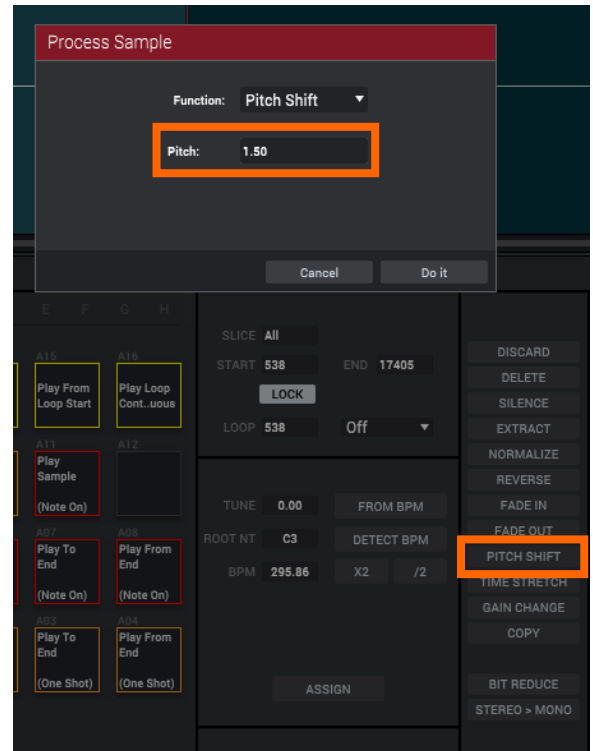 Process Sample
Function: Pitch Shift
Pitch: 1.50
Cancel Do it
E F G H
A15 A16
Play From
Loop Start
Play Loop
Cont..uous
A11 A12
Play
Sample
(Note On)
A07 A08
Play To
End
(Note On)
Play From
End
(Note On)
A03 A04
Play To
End
(One Shot)
Play From
End
(One Shot)
SLICE All
START 538 END 17405
LOCK
LOOP 538 Off
TUNE 0.00 FROM BPM
ROOT NT C3 DETECT BPM
BPM 295.86 X2 /2
ASSIGN
DISCARD
DELETE
SILENCE
EXTRACT
NORMALIZE
REVERSE
FADE IN
FADE OUT
PITCH SHIFT
TIME STRETCH
GAIN CHANGE
COPY
BIT REDUCE
STEREO > MONO